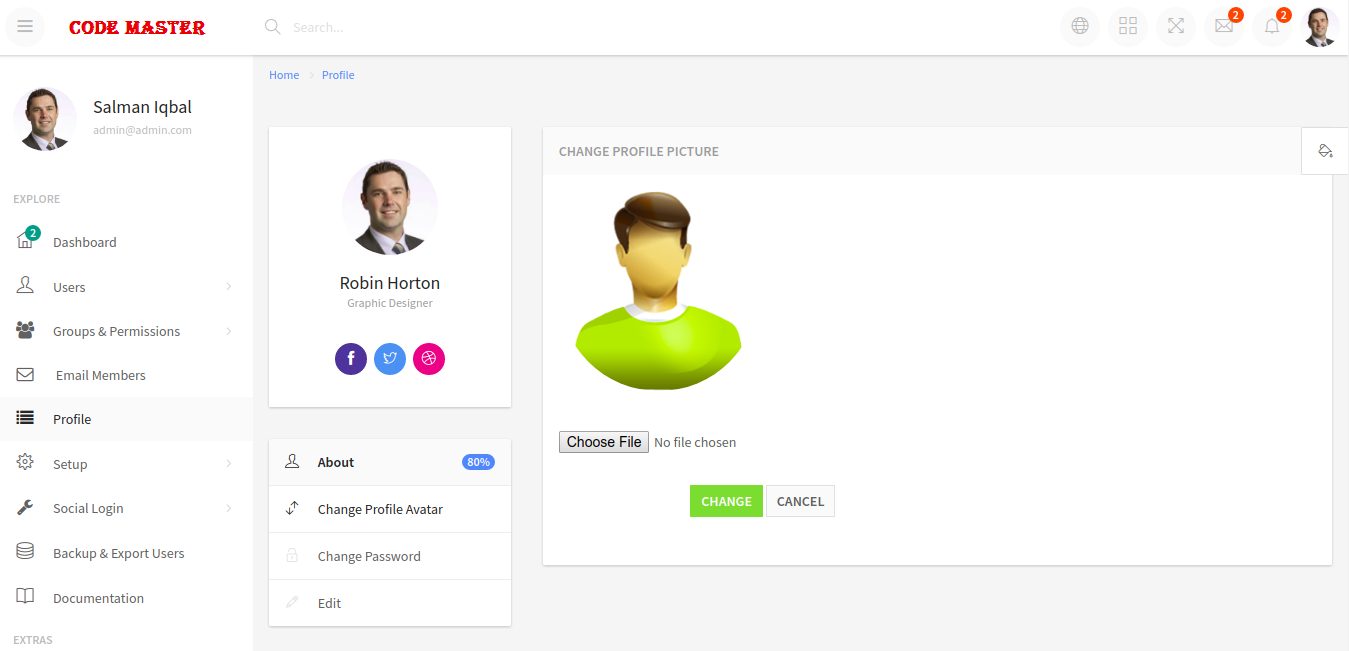 CODE MASTER
Search...
2
2
Salman Iqbal
admin@admin.com
EXPLORE
2
Dashboard
Users
Groups & Permissions
Email Members
Profile
Setup
Social Login
Backup & Export Users
Documentation
EXTRAS
Home
Profile
Robin Horton
Graphic Designer
About
80%
Change Profile Avatar
Change Password
Edit
CHANGE PROFILE PICTURE
Choose File No file chosen
CHANGE
CANCEL